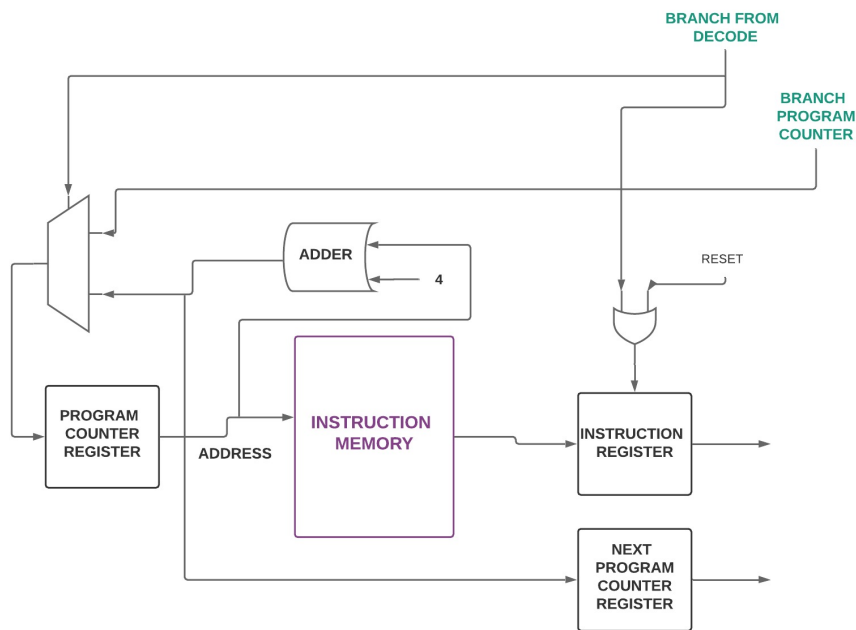 BRANCH FROM
DECODE
BRANCH
PROGRAM
COUNTER
ADDER
4
RESET
PROGRAM
COUNTER
REGISTER
ADDRESS
INSTRUCTION
MEMORY
INSTRUCTION
REGISTER
NEXT
PROGRAM
COUNTER
REGISTER